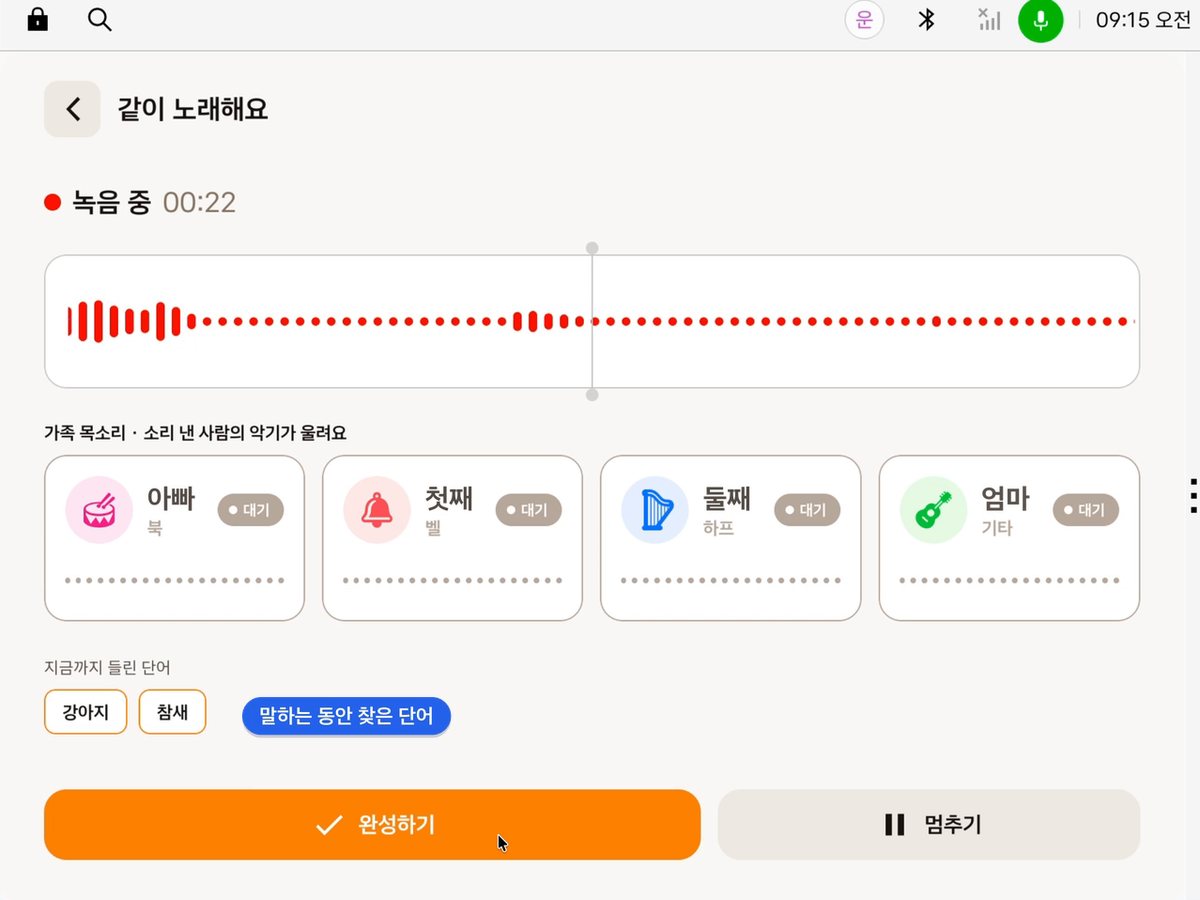 운
09:15 오전
같이 노래해요
녹음 중 00:22
가족 목소리 · 소리 낸 사람의 악기가 울려요
아빠
북
대기
첫째
벨
대기
둘째
하프
대기
엄마
기타
대기
지금까지 들린 단어
강아지
참새
말하는 동안 찾은 단어
완성하기
멈추기